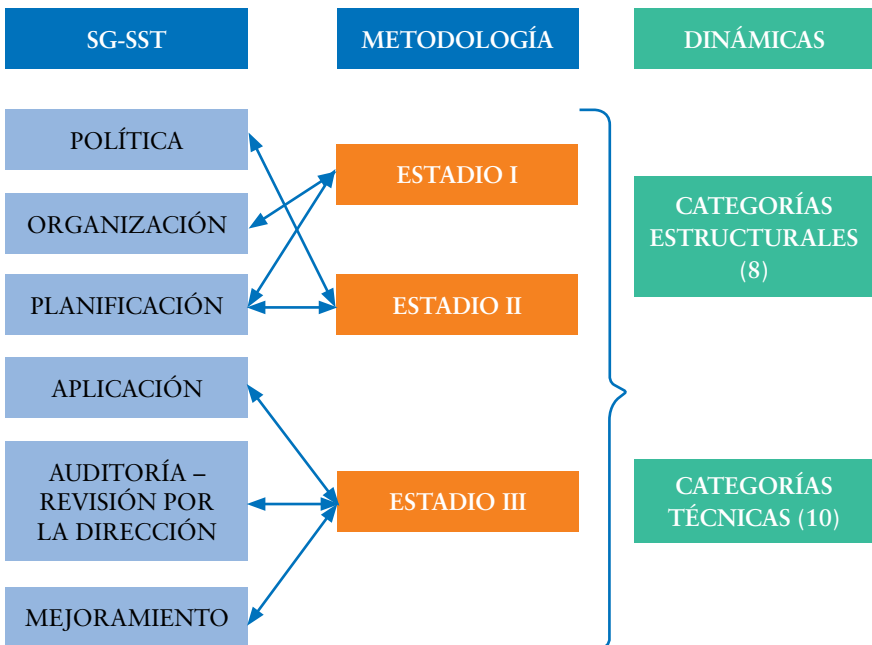 SG-SST
METODOLOGÍA
DINÁMICAS
POLÍTICA
ORGANIZACIÓN
PLANIFICACIÓN
APLICACIÓN
AUDITORÍA –
REVISIÓN POR
LA DIRECCIÓN
MEJORAMIENTO
ESTADIO I
ESTADIO II
ESTADIO III
CATEGORÍAS
ESTRUCTURALES
(8)
CATEGORÍAS
TÉCNICAS (10)